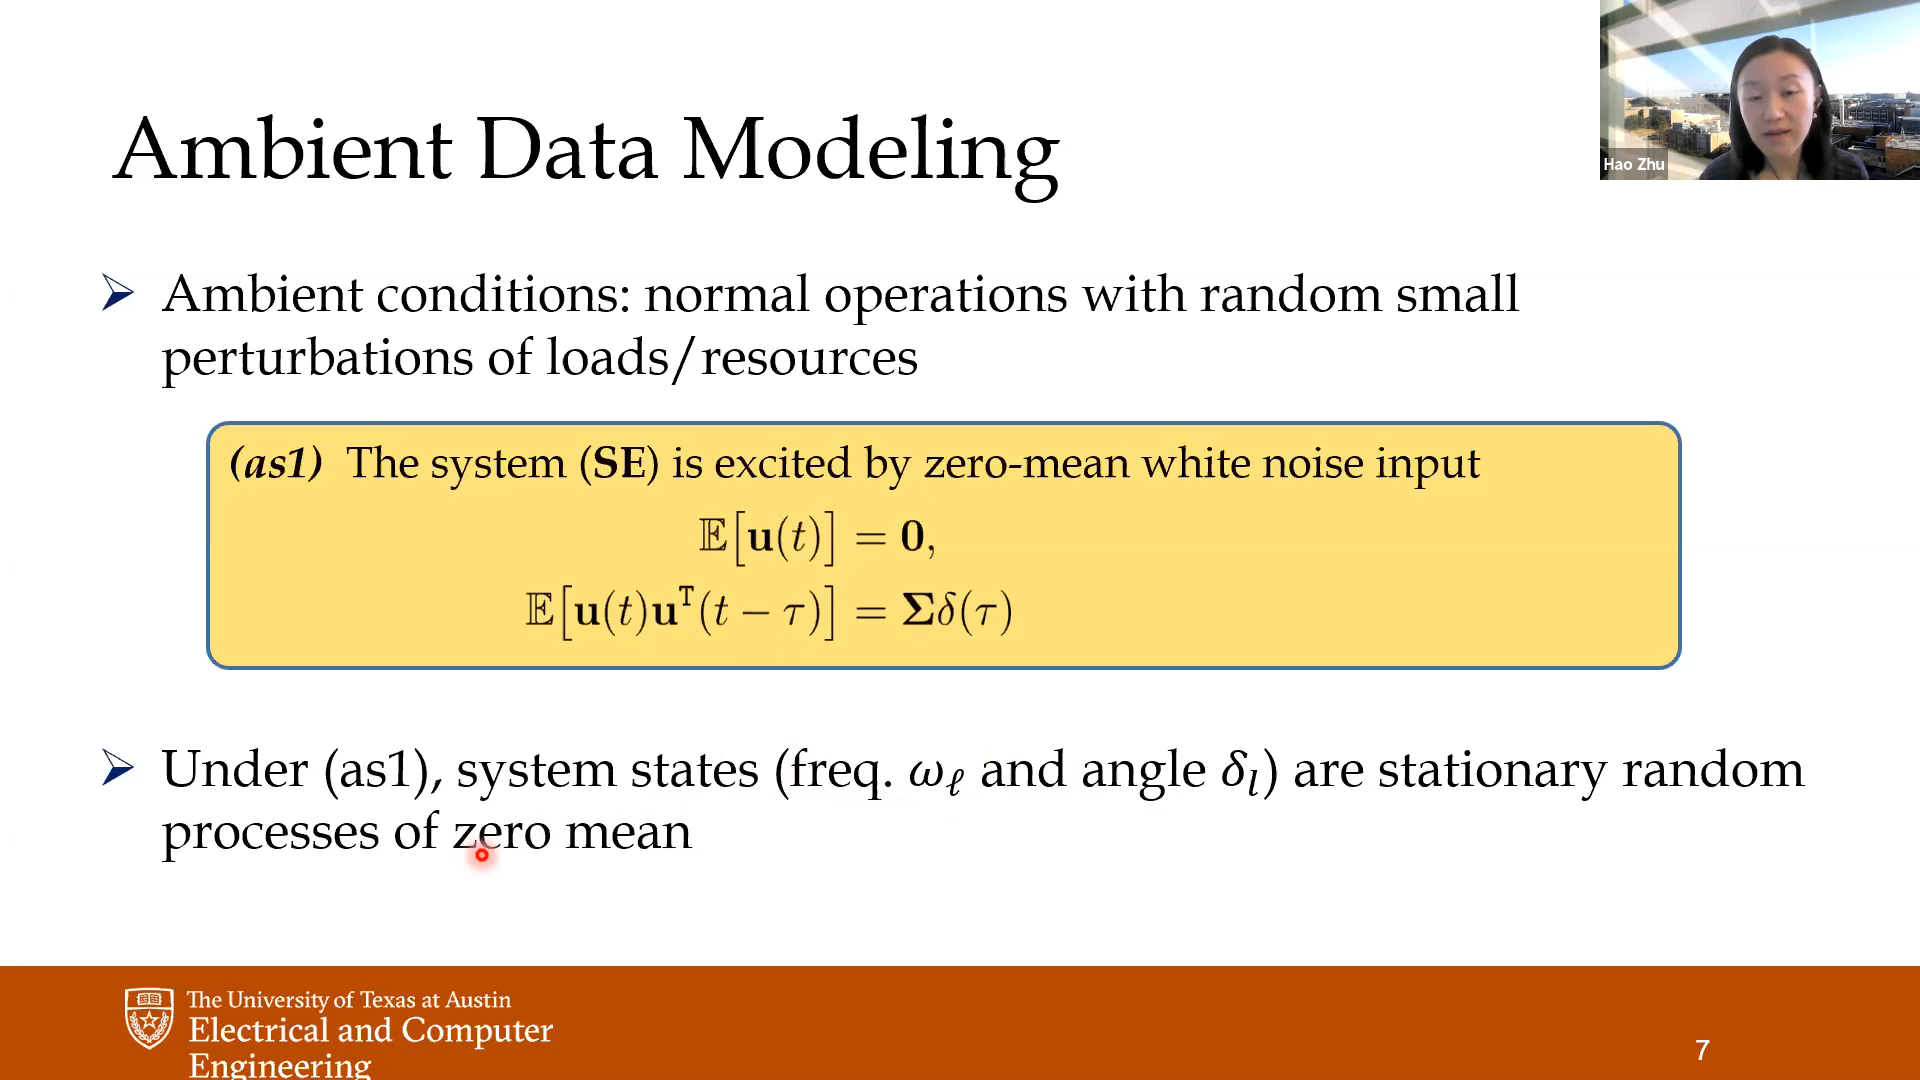 Hao Zhu
Ambient Data Modeling
➢ Ambient conditions: normal operations with random small
perturbations of loads/resources
(as1) The system (SE) is excited by zero-mean white noise input
𝔼[u(t)] = 0,
𝔼[u(t)uᵀ(t − τ)] = Σδ(τ)
➢ Under (as1), system states (freq. ω_ℓ and angle δ_l) are stationary random
processes of zero mean
The University of Texas at Austin
Electrical and Computer
Engineering
7